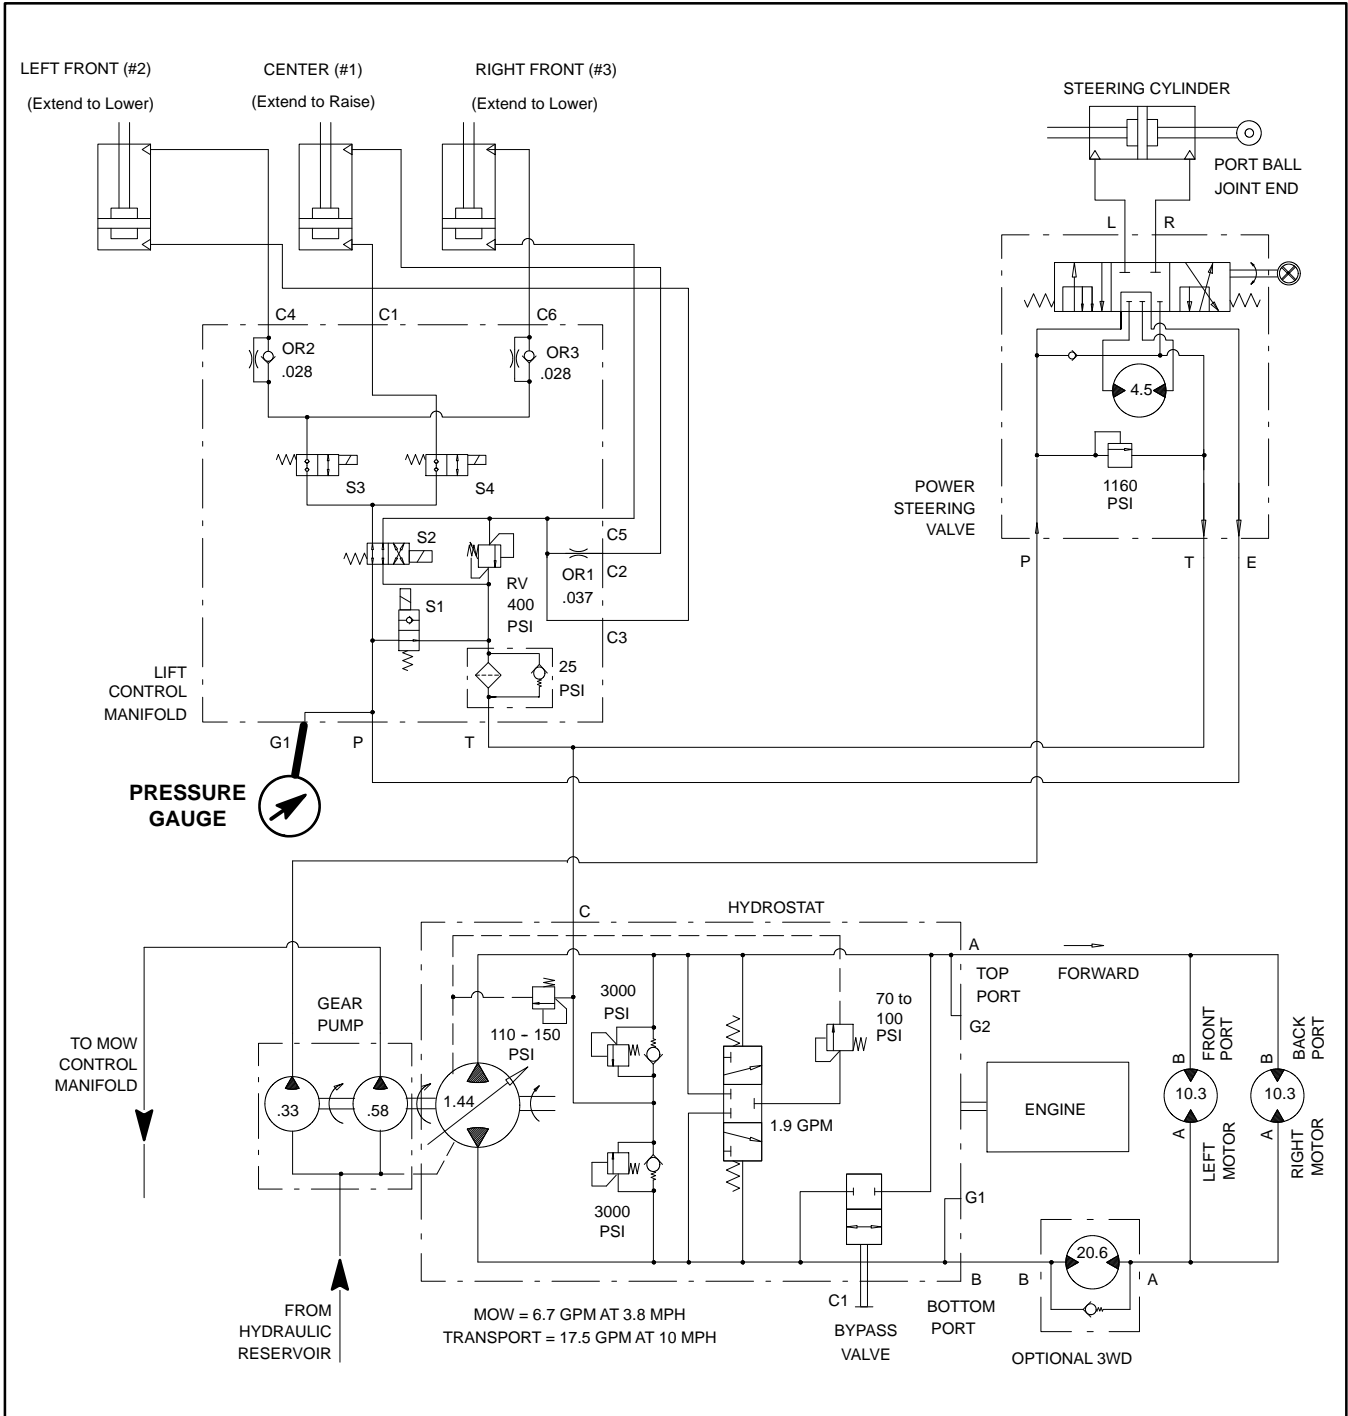 LEFT FRONT (#2)
(Extend to Lower)
CENTER (#1)
(Extend to Raise)
RIGHT FRONT (#3)
(Extend to Lower)
STEERING CYLINDER
PORT BALL
JOINT END
L
R
C4
C1
C6
OR2
.028
OR3
.028
4.5
S3
S4
1160
PSI
POWER
STEERING
VALVE
S2
C5
OR1
.037
C2
RV
400
PSI
S1
C3
P
T
E
25
PSI
LIFT
CONTROL
MANIFOLD
G1
P
T
PRESSURE
GAUGE
C
HYDROSTAT
A
TOP
PORT
FORWARD
G2
GEAR
PUMP
110 - 150
PSI
3000
PSI
70 to
100
PSI
TO MOW
CONTROL
MANIFOLD
.33
.58
1.44
1.9 GPM
ENGINE
B
FRONT
PORT
B
BACK
PORT
10.3
10.3
A
LEFT
MOTOR
A
RIGHT
MOTOR
3000
PSI
G1
B
BOTTOM
PORT
B
20.6
A
OPTIONAL 3WD
C1
BYPASS
VALVE
FROM
HYDRAULIC
RESERVOIR
MOW = 6.7 GPM AT 3.8 MPH
TRANSPORT = 17.5 GPM AT 10 MPH